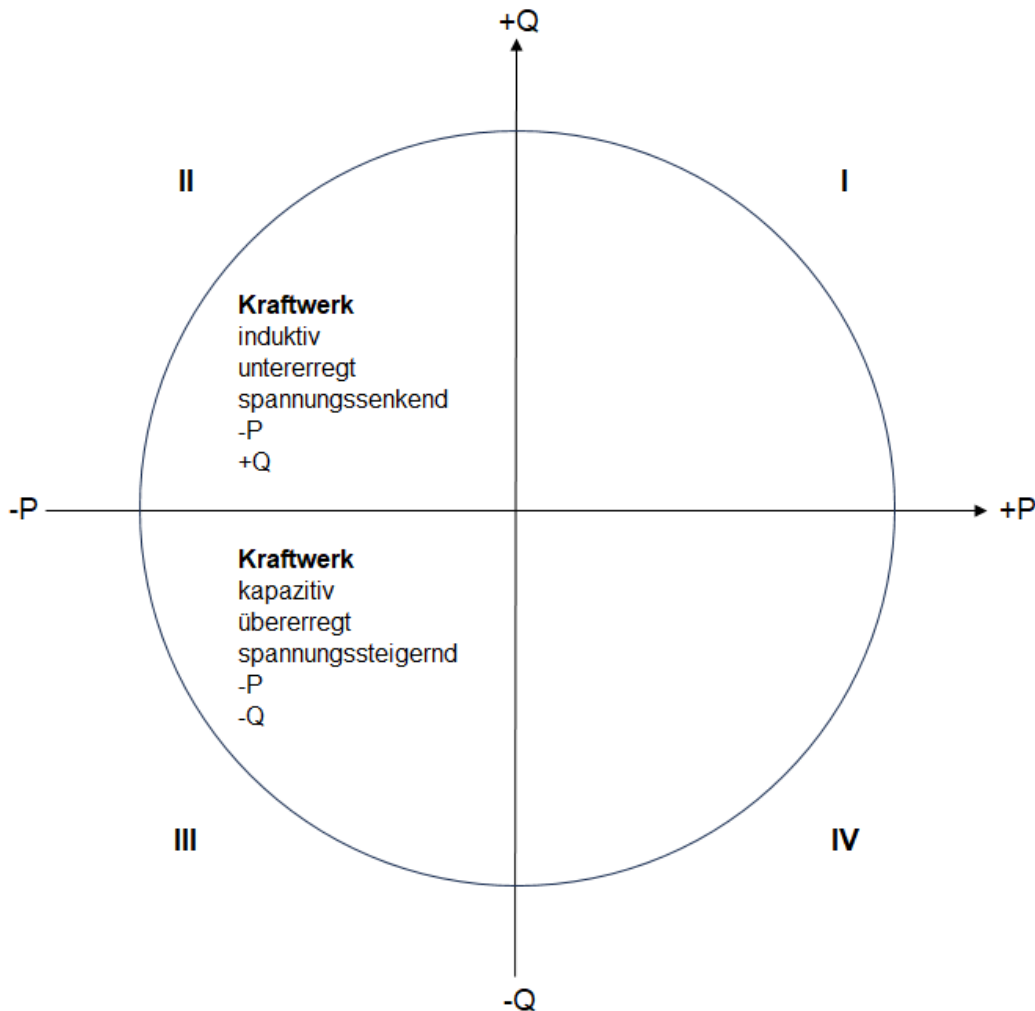 +Q
II
I
Kraftwerk
induktiv
untererregt
spannungssenkend
-P
+Q
-P
+P
Kraftwerk
kapazitiv
übererregt
spannungssteigernd
-P
-Q
III
IV
-Q